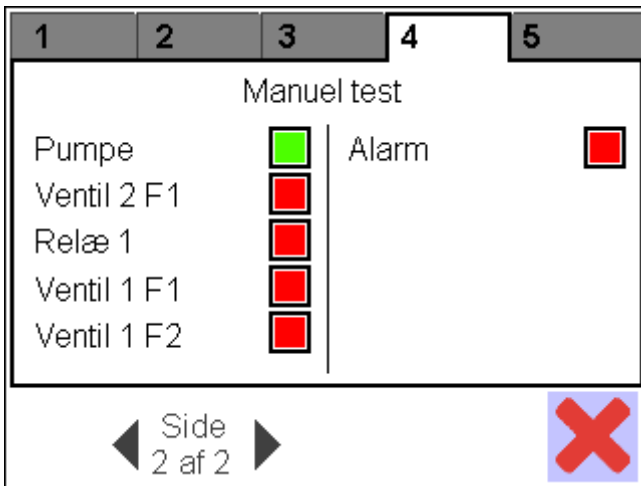 1 2 3 4 5
Manuel test
Pumpe
Ventil 2 F1
Relæ 1
Ventil 1 F1
Ventil 1 F2
Alarm
Side
2 af 2